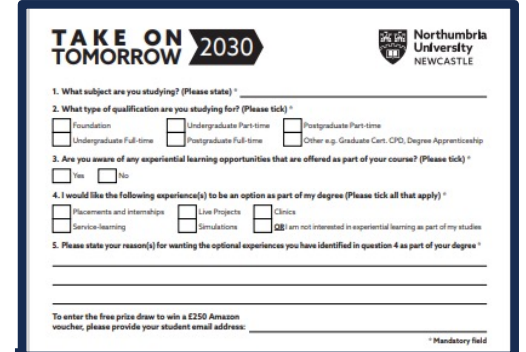 TAKE ON
TOMORROW 2030
Northumbria
University
NEWCASTLE
1. What subject are you studying? (Please state) *
2. What type of qualification are you studying for? (Please tick) *
Foundation Undergraduate Part-time Postgraduate Part-time
Undergraduate Full-time Postgraduate Full-time Other e.g. Graduate Cert. CPD, Degree Apprenticeship
3. Are you aware of any experiential learning opportunities that are offered as part of your course? (Please tick) *
Yes No
4. I would like the following experience(s) to be an option as part of my degree (Please tick all that apply) *
Placements and internships Live Projects Clinics
Service-learning Simulations OR I am not interested in experiential learning as part of my studies
5. Please state your reason(s) for wanting the optional experiences you have identified in question 4 as part of your degree *
To enter the free prize draw to win a £250 Amazon
voucher, please provide your student email address:
* Mandatory field